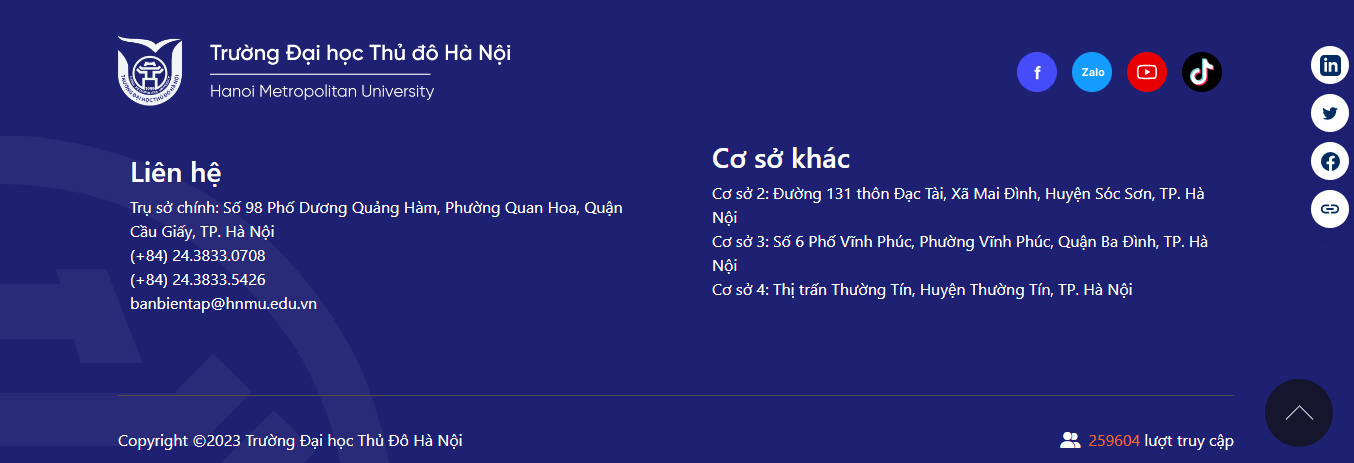 Trường Đại học Thủ đô Hà Nội
Hanoi Metropolitan University
f
Zalo
in
Liên hệ
Trụ sở chính: Số 98 Phố Dương Quảng Hàm, Phường Quan Hoa, Quận
Cầu Giấy, TP. Hà Nội
(+84) 24.3833.0708
(+84) 24.3833.5426
banbientap@hnmu.edu.vn
Cơ sở khác
Cơ sở 2: Đường 131 thôn Đạc Tài, Xã Mai Đình, Huyện Sóc Sơn, TP. Hà
Nội
Cơ sở 3: Số 6 Phố Vĩnh Phúc, Phường Vĩnh Phúc, Quận Ba Đình, TP. Hà
Nội
Cơ sở 4: Thị trấn Thường Tín, Huyện Thường Tín, TP. Hà Nội
Copyright ©2023 Trường Đại học Thủ Đô Hà Nội
259604 lượt truy cập